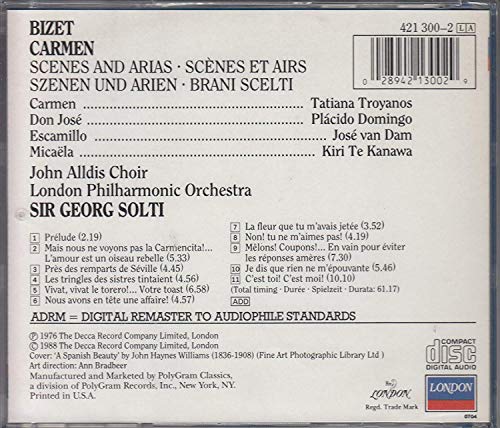 BIZET
CARMEN
SCENES AND ARIAS · SCÈNES ET AIRS
SZENEN UND ARIEN · BRANI SCELTI
421 300-2 LA
0 28942 13002 9
Carmen Tatiana Troyanos
Don José Plácido Domingo
Escamillo José van Dam
Micaëla Kiri Te Kanawa
John Alldis Choir
London Philharmonic Orchestra
SIR GEORG SOLTI
1 Prélude (2.19)
2 Mais nous ne voyons pas la Carmencita!...
L'amour est un oiseau rebelle (5.33)
3 Près des remparts de Séville (4.45)
4 Les tringles des sistres tintaient (4.56)
5 Vivat, vivat le torero!... Votre toast (6.58)
6 Nous avons en tête une affaire! (4.57)
7 La fleur que tu m'avais jetée (3.52)
8 Non! tu ne m'aimes pas! (4.19)
9 Mêlons! Coupons!... En vain pour éviter
les réponses amères (7.30)
10 Je dis que rien ne m'épouvante (5.46)
11 C'est toi! C'est moi! (10.10)
(Total timing · Durée · Spielzeit · Durata: 61.17)
ADD
ADRM = DIGITAL REMASTER TO AUDIOPHILE STANDARDS
Ⓟ 1976 The Decca Record Company Limited, London
© 1988 The Decca Record Company Limited, London
Cover: 'A Spanish Beauty' by John Haynes Williams (1836-1908) (Fine Art Photographic Library Ltd)
Art direction: Ann Bradbeer
Manufactured and Marketed by PolyGram Classics,
a division of PolyGram Records, Inc., New York, NY.
Printed in U.S.A.
LONDON
Regd. Trade Mark
COMPACT
disc
DIGITAL AUDIO
LONDON
0704